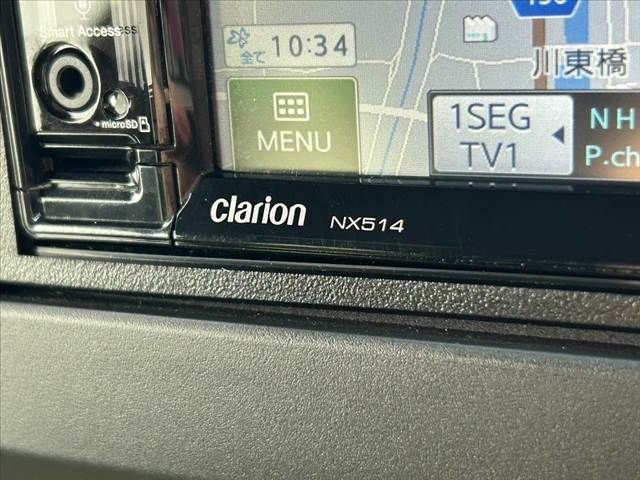 Smart Access
microSD
全て 10:34
MENU
川東橋
1SEG
TV1
NH
P.ch
clarion NX514